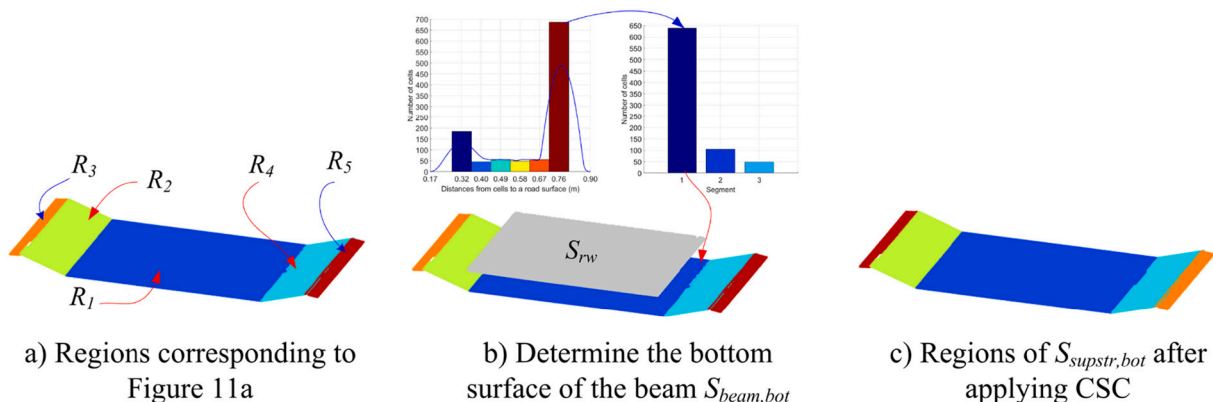 R3
R2
R4
R5
R1
Number of cells
700
650
600
550
500
450
400
350
300
250
200
150
100
50
0
0.17 0.32 0.40 0.49 0.58 0.67 0.76 0.90
Distances from cells to a road surface (m)
Number of cells
650
600
550
500
450
400
350
300
250
200
150
100
50
0
1 2 3
Segment
Srw
a) Regions corresponding to
Figure 11a
b) Determine the bottom
surface of the beam Sbeam,bot
c) Regions of Ssupstr,bot after
applying CSC